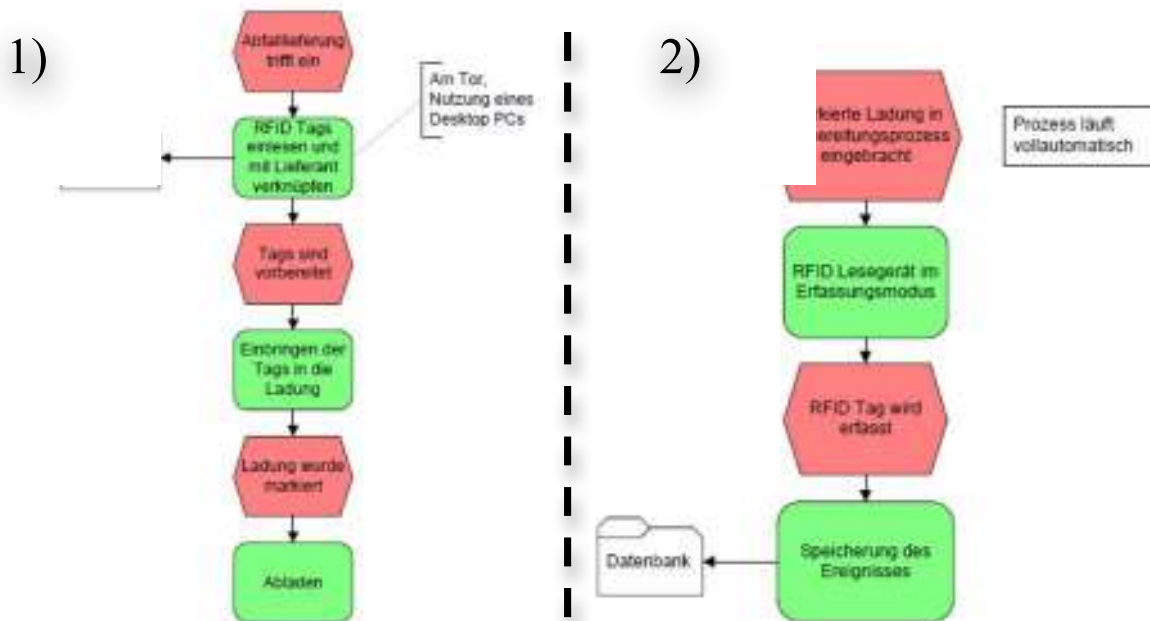 1)
Abfalllieferung
trifft ein
Am Tor,
Nutzung eines
Desktop PCs
RFID Tags
einlesen und
mit Lieferant
verknüpfen
Tags sind
vorbereitet
Einbringen der
Tags in die
Ladung
Ladung wurde
markiert
Abladen
2)
Ladung in
eingebracht
Prozess läuft
vollautomatisch
RFID Lesegerät im
Erfassungsmodus
RFID Tag wird
erfasst
Datenbank
Speicherung des
Ereignisses